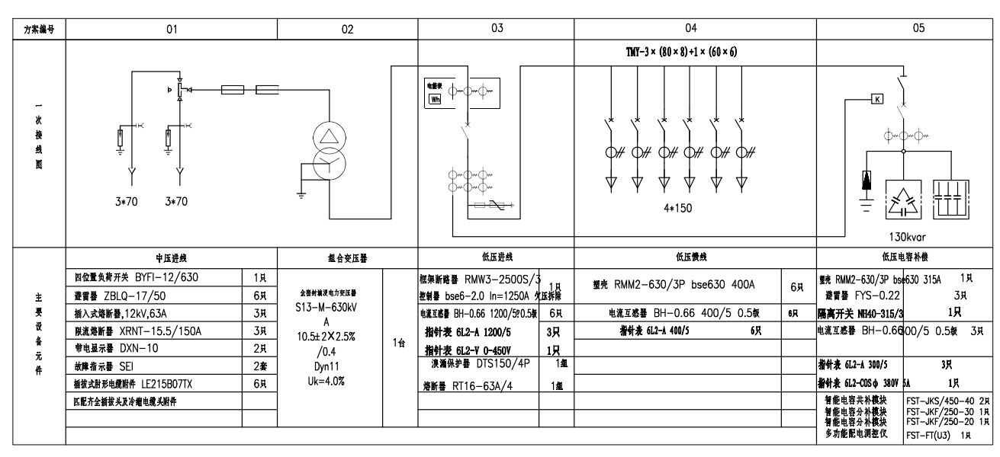 方案编号 01 02 03 04 05
一次接线图
TMY-3×(80×8)+1×(60×6)
电能表
Wh
K
3*70 3*70
4*150
130kvar
主要设备元件
中压进线
四位置负荷开关 BYFI-12/630 1只
避雷器 ZBLQ-17/50 6只
插入式熔断器,12kV,63A 3只
限流熔断器 XRNT-15.5/150A 3只
带电显示器 DXN-10 2只
故障指示器 SEI 2套
插拔式肘形电缆附件 LE215B07TX 6只
匹配齐全插拔头及冷缩电缆头附件
组合变压器
全密封油浸电力变压器
S13-M-630kV
A
10.5±2×2.5%
/0.4
Dyn11
Uk=4.0%
1台
低压进线
框架断路器 RMW3-2500S/3
控制器 bse6-2.0 In=1250A 欠压拆除
1只
电流互感器 BH-0.66 1200/5?0.5级 6只
指针表 6L2-A 1200/5 3只
指针表 6L2-V 0-450V 1只
浪涌保护器 DTS150/4P 1组
熔断器 RT16-63A/4 1组
低压馈线
塑壳 RMM2-630/3P bse630 400A 6只
电流互感器 BH-0.66 400/5 0.5级 6只
指针表 6L2-A 400/5 6只
低压电容补偿
塑壳 RMM2-630/3P bse630 315A 1只
避雷器 FYS-0.22 3只
隔离开关 NH40-315/3 1只
电流互感器 BH-0.66 300/5 0.5级 3只
指针表 6L2-A 300/5 3只
指针表 6L2-COSφ 380V 5A 1只
智能电容共补模块 FST-JKS/450-40 2只
智能电容分补模块 FST-JKF/250-30 1只
智能电容分补模块 FST-JKF/250-20 1只
多功能配电测控仪 FST-FT(U3) 1只